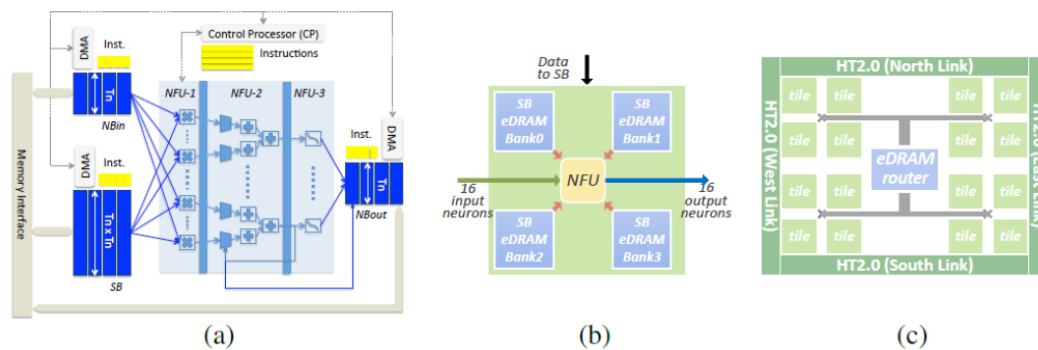 Control Processor (CP)
Instructions
DMA
Inst.
Tn
NBin
NFU-1
NFU-2
NFU-3
Inst.
DMA
Tn
NBout
Memory Interface
DMA
Inst.
Tn x Tn
SB
(a)
Data
to SB
SB
eDRAM
Bank0
SB
eDRAM
Bank1
NFU
16
input
neurons
16
output
neurons
SB
eDRAM
Bank2
SB
eDRAM
Bank3
(b)
HT2.0 (North Link)
HT2.0 (West Link)
tile
tile
tile
tile
tile
tile
tile
tile
eDRAM
router
tile
tile
tile
tile
tile
tile
tile
tile
HT2.0 (South Link)
(c)